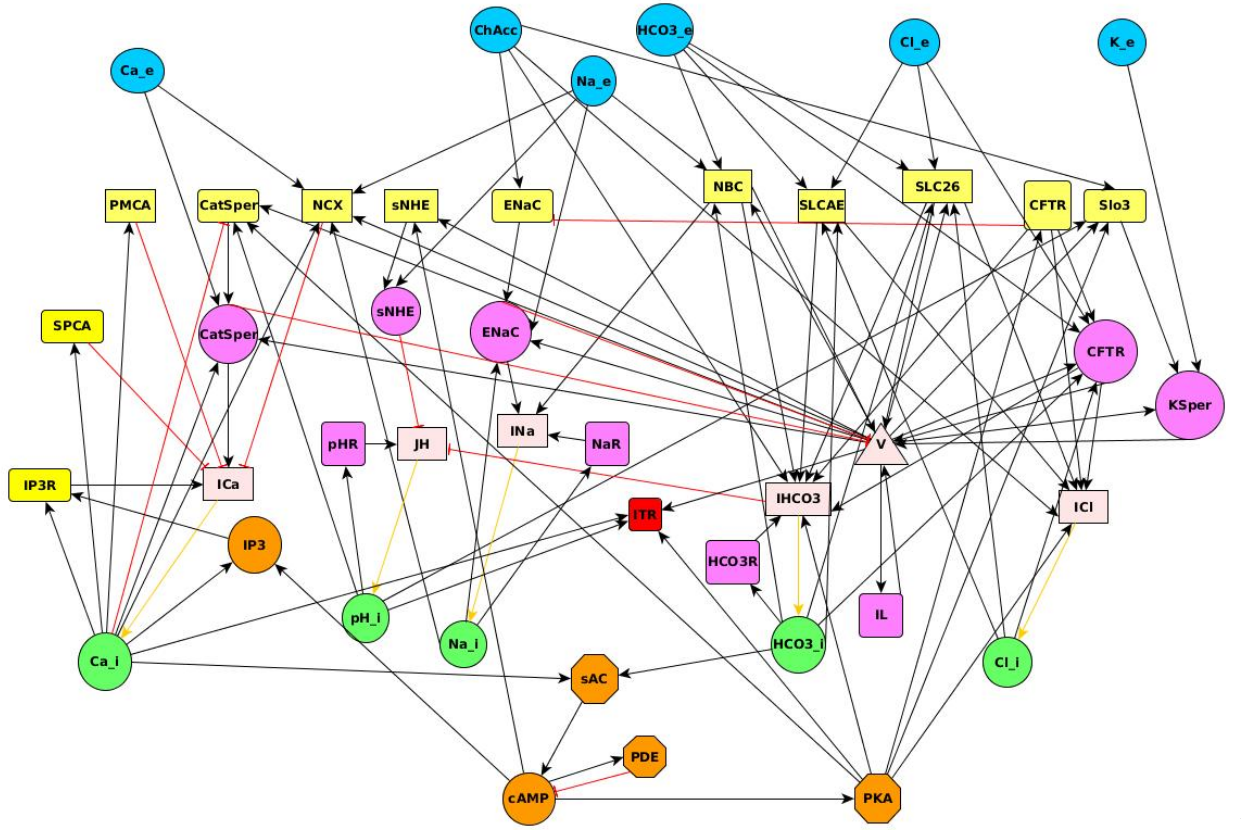 ChAcc
HCO3_e
Cl_e
K_e
Ca_e
Na_e
PMCA
CatSper
NCX
sNHE
ENaC
NBC
SLCAE
SLC26
CFTR
Slo3
SPCA
CatSper
sNHE
ENaC
CFTR
KSper
pHR
JH
INa
NaR
V
IP3R
ICa
IHCO3
ICl
ITR
IP3
HCO3R
IL
pH_i
Na_i
HCO3_i
Ca_i
Cl_i
sAC
PDE
cAMP
PKA